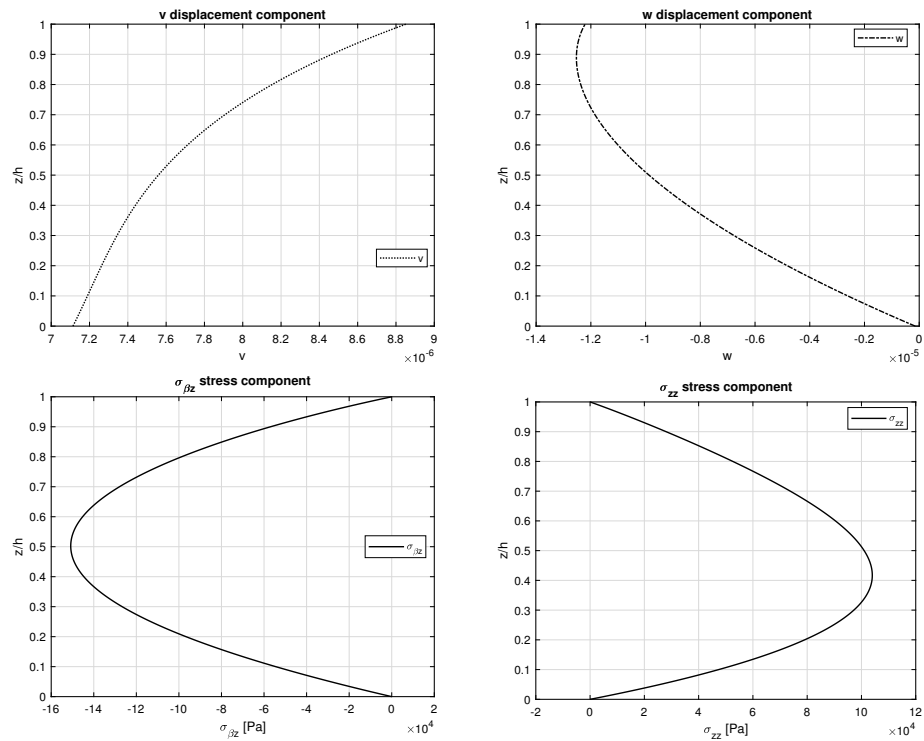 v displacement component
1
0.9
0.8
0.7
0.6
0.5
0.4
0.3
0.2
0.1
0
z/h
v
7 7.2 7.4 7.6 7.8 8 8.2 8.4 8.6 8.8 9
v
×10⁻⁶
w displacement component
1
0.9
0.8
0.7
0.6
0.5
0.4
0.3
0.2
0.1
0
z/h
w
-1.4 -1.2 -1 -0.8 -0.6 -0.4 -0.2 0
w
×10⁻⁵
σβz stress component
1
0.9
0.8
0.7
0.6
0.5
0.4
0.3
0.2
0.1
0
z/h
σβz
-16 -14 -12 -10 -8 -6 -4 -2 0 2
σβz [Pa]
×10⁴
σzz stress component
1
0.9
0.8
0.7
0.6
0.5
0.4
0.3
0.2
0.1
0
z/h
σzz
-2 0 2 4 6 8 10 12
σzz [Pa]
×10⁴